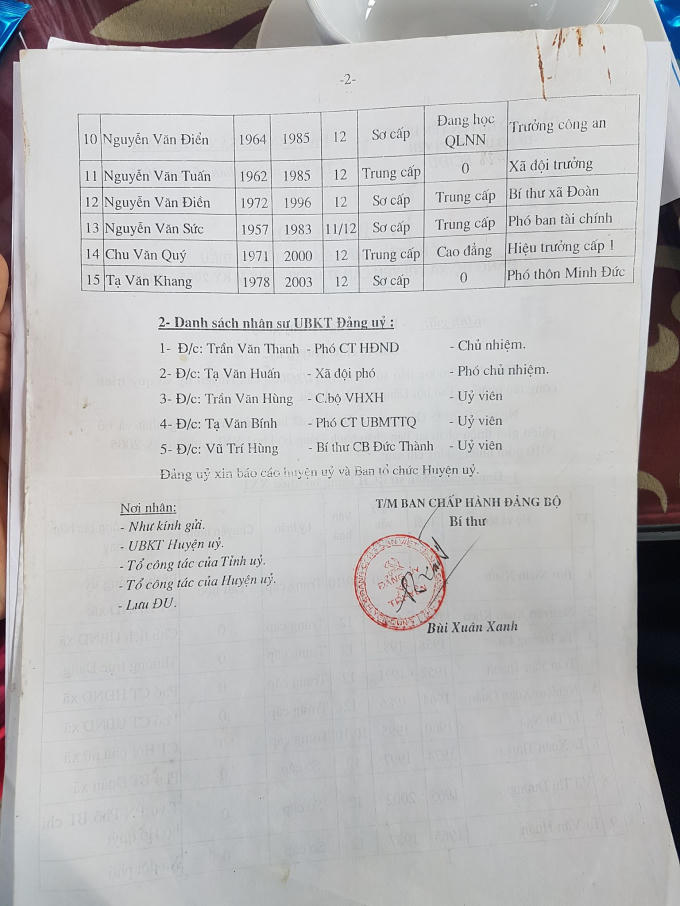 -2-
10 Nguyễn Văn Điển 1964 1985 12 Sơ cấp Đang học QLNN Trưởng công an
11 Nguyễn Văn Tuấn 1962 1985 12 Trung cấp 0 Xã đội trưởng
12 Nguyễn Văn Điền 1972 1996 12 Sơ cấp Trung cấp Bí thư xã Đoàn
13 Nguyễn Văn Sức 1957 1983 11/12 Sơ cấp Trung cấp Phó ban tài chính
14 Chu Văn Quý 1971 2000 12 Trung cấp Cao đẳng Hiệu trưởng cấp 1
15 Tạ Văn Khang 1978 2003 12 Sơ cấp 0 Phó thôn Minh Đức
2- Danh sách nhân sự UBKT Đảng uỷ :
1- Đ/c: Trần Văn Thanh - Phó CT HĐND - Chủ nhiệm.
2- Đ/c: Tạ Văn Huấn - Xã đội phó - Phó chủ nhiệm.
3- Đ/c: Trần Văn Hùng - C.bộ VHXH - Uỷ viên
4- Đ/c: Tạ Văn Bính - Phó CT UBMTTQ - Uỷ viên
5- Đ/c: Vũ Trí Hùng - Bí thư CB Đức Thành - Uỷ viên
Đảng uỷ xin báo cáo huyện uỷ và Ban tổ chức Huyện uỷ.
Nơi nhận:
- Như kính gửi.
- UBKT Huyện uỷ.
- Tổ công tác của Tỉnh uỷ.
- Tổ công tác của Huyện uỷ.
- Lưu ĐU.
T/M BAN CHẤP HÀNH ĐẢNG BỘ
Bí thư
Bùi Xuân Xanh